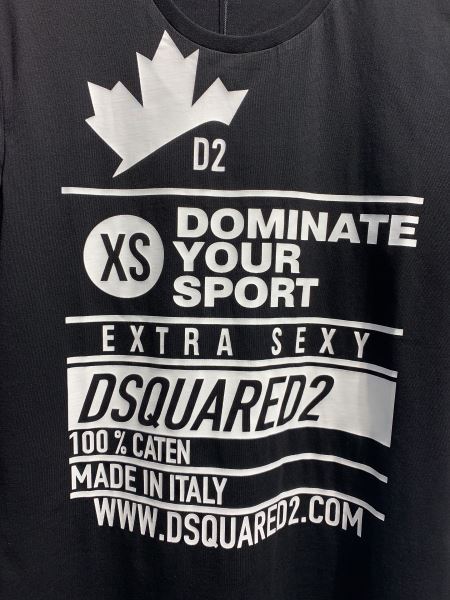 D2
XS
DOMINATE
YOUR
SPORT
EXTRA SEXY
DSQUARED2
100 % CATEN
MADE IN ITALY
WWW.DSQUARED2.COM